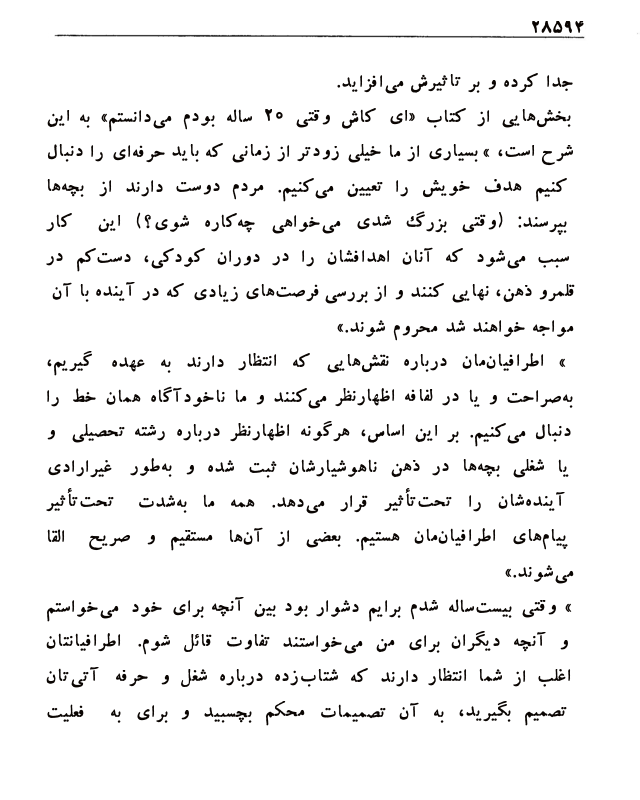 ۲۸۵۹۴
جدا کرده و بر تاثیرش می‌افزاید.
بخش‌هایی از کتاب «ای کاش وقتی ۲۰ ساله بودم می‌دانستم» به این
شرح است، » بسیاری از ما خیلی زودتر از زمانی که باید حرفه‌ای را دنبال
کنیم هدف خویش را تعیین می‌کنیم. مردم دوست دارند از بچه‌ها
بپرسند: (وقتی بزرگ شدی می‌خواهی چه‌کاره شوی؟) این کار
سبب می‌شود که آنان اهدافشان را در دوران کودکی، دست‌کم در
قلمرو ذهن، نهایی کنند و از بررسی فرصت‌های زیادی که در آینده با آن
مواجه خواهند شد محروم شوند.»
» اطرافیان‌مان درباره نقش‌هایی که انتظار دارند به عهده گیریم،
به‌صراحت و یا در لفافه اظهارنظر می‌کنند و ما ناخودآگاه همان خط را
دنبال می‌کنیم. بر این اساس، هرگونه اظهارنظر درباره رشته تحصیلی و
یا شغلی بچه‌ها در ذهن ناهوشیارشان ثبت شده و به‌طور غیرارادی
آینده‌شان را تحت‌تأثیر قرار می‌دهد. همه ما به‌شدت تحت‌تأثیر
پیام‌های اطرافیان‌مان هستیم. بعضی از آن‌ها مستقیم و صریح القا
می‌شوند.»
» وقتی بیست‌ساله شدم برایم دشوار بود بین آنچه برای خود می‌خواستم
و آنچه دیگران برای من می‌خواستند تفاوت قائل شوم. اطرافیانتان
اغلب از شما انتظار دارند که شتاب‌زده درباره شغل و حرفه آتی‌تان
تصمیم بگیرید، به آن تصمیمات محکم بچسبید و برای به فعلیت